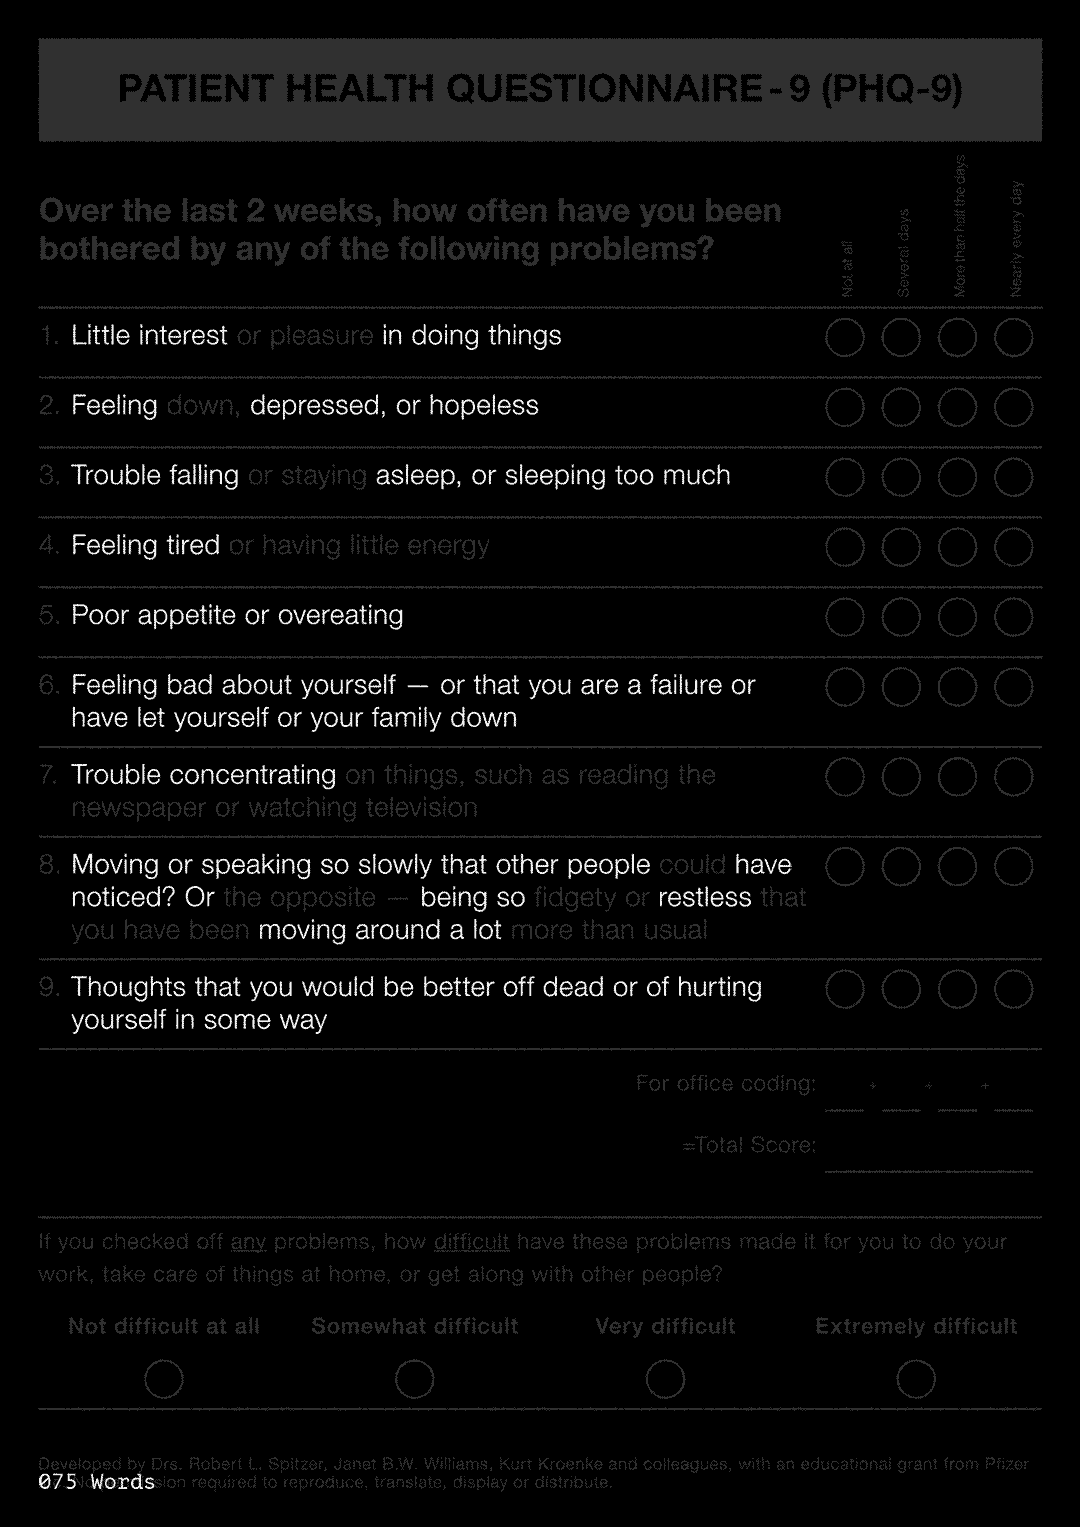 PATIENT HEALTH QUESTIONNAIRE - 9 (PHQ-9)
Over the last 2 weeks, how often have you been
bothered by any of the following problems?
Not at all
Several days
More than half the days
Nearly every day
1. Little interest or pleasure in doing things
2. Feeling down, depressed, or hopeless
3. Trouble falling or staying asleep, or sleeping too much
4. Feeling tired or having little energy
5. Poor appetite or overeating
6. Feeling bad about yourself — or that you are a failure or
have let yourself or your family down
7. Trouble concentrating on things, such as reading the
newspaper or watching television
8. Moving or speaking so slowly that other people could have
noticed? Or the opposite — being so fidgety or restless that
you have been moving around a lot more than usual
9. Thoughts that you would be better off dead or of hurting
yourself in some way
For office coding: + + +
=Total Score:
If you checked off any problems, how difficult have these problems made it for you to do your
work, take care of things at home, or get along with other people?
Not difficult at all Somewhat difficult Very difficult Extremely difficult
Developed by Drs. Robert L. Spitzer, Janet B.W. Williams, Kurt Kroenke and colleagues, with an educational grant from Pfizer
075 Words required to reproduce, translate, display or distribute.